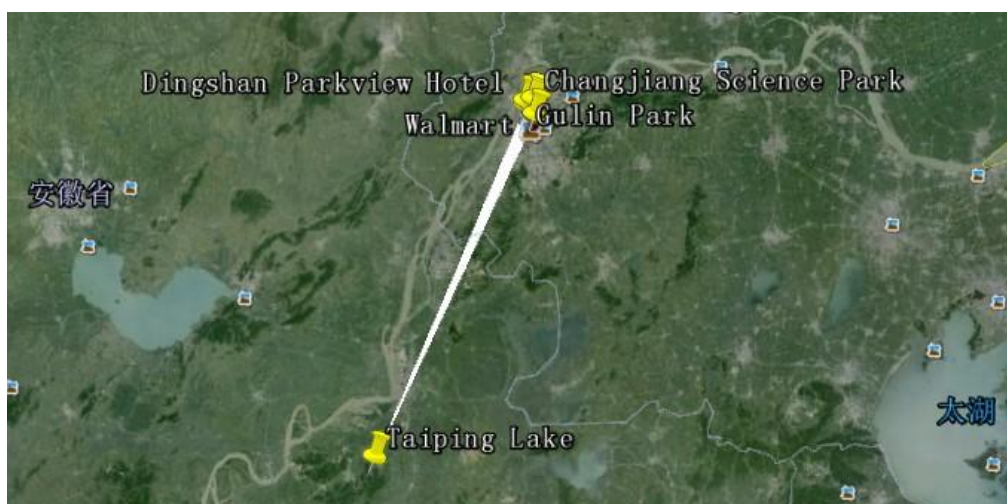 Dingshan Parkview Hotel
Changjiang Science Park
Walmart
Gulin Park
安徽省
太湖
Taiping Lake